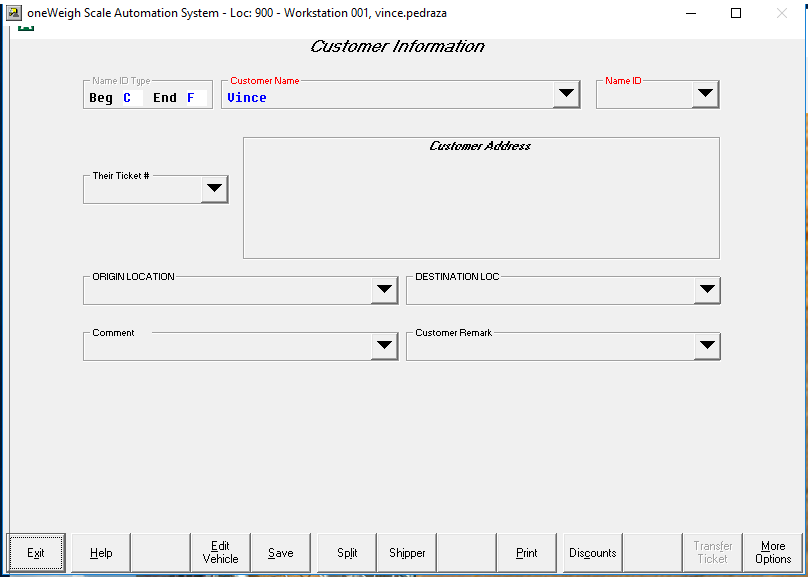 oneWeigh Scale Automation System - Loc: 900 - Workstation 001, vince.pedraza
Customer Information
Name ID Type
Customer Name
Name ID
Beg C End F
Vince
Customer Address
Their Ticket #
ORIGIN LOCATION
DESTINATION LOC
Comment
Customer Remark
Exit
Help
Edit
Vehicle
Save
Split
Shipper
Print
Discounts
Transfer
Ticket
More
Options